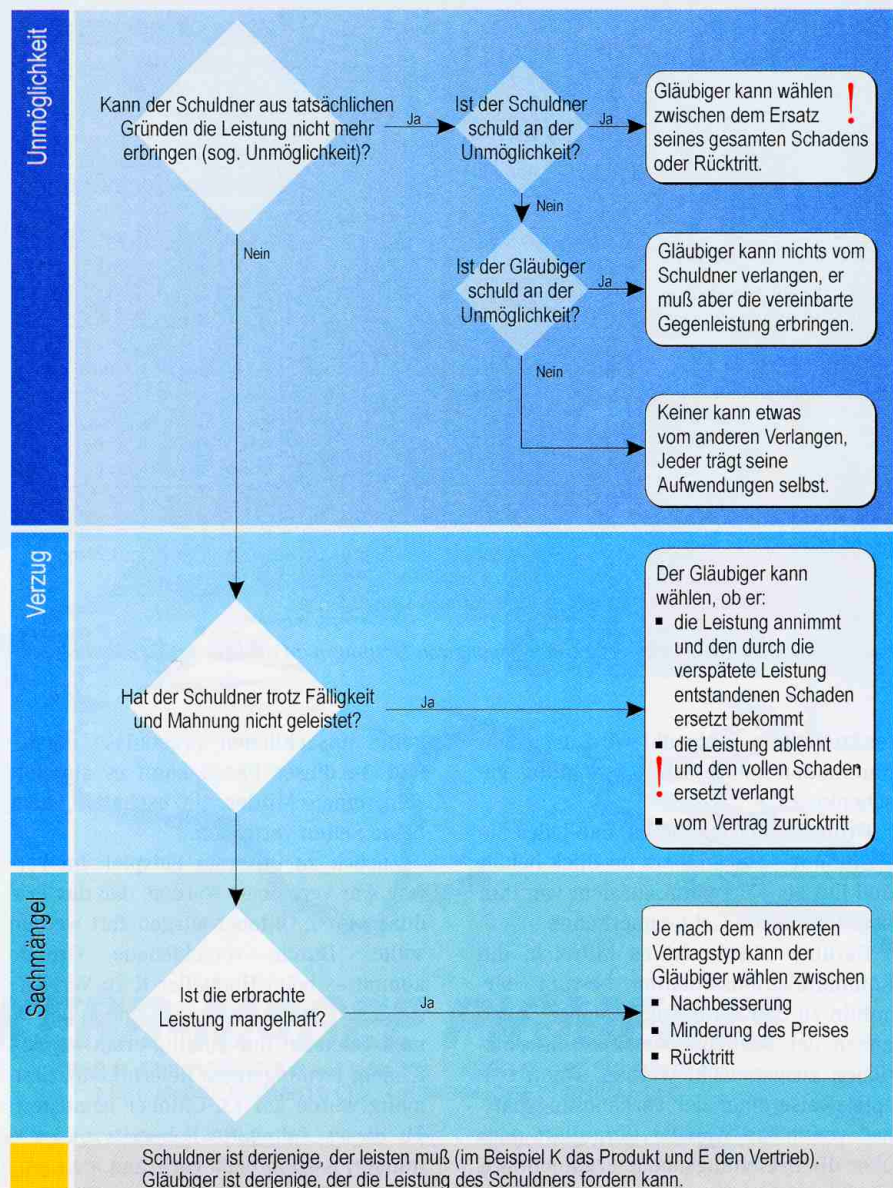 Unmöglichkeit
Kann der Schuldner aus tatsächlichen
Gründen die Leistung nicht mehr
erbringen (sog. Unmöglichkeit)?
Ja
Ist der Schuldner
schuld an der
Unmöglichkeit?
Ja
Gläubiger kann wählen
zwischen dem Ersatz
seines gesamten Schadens
oder Rücktritt.
!
Nein
Nein
Ist der Gläubiger
schuld an der
Unmöglichkeit?
Ja
Gläubiger kann nichts vom
Schuldner verlangen, er
muß aber die vereinbarte
Gegenleistung erbringen.
Nein
Keiner kann etwas
vom anderen Verlangen,
Jeder trägt seine
Aufwendungen selbst.
Verzug
Hat der Schuldner trotz Fälligkeit
und Mahnung nicht geleistet?
Ja
Der Gläubiger kann
wählen, ob er:
▪ die Leistung annimmt
und den durch die
verspätete Leistung
entstandenen Schaden
ersetzt bekommt
▪ die Leistung ablehnt
! und den vollen Schaden
ersetzt verlangt
▪ vom Vertrag zurücktritt
Sachmängel
Ist die erbrachte
Leistung mangelhaft?
Ja
Je nach dem konkreten
Vertragstyp kann der
Gläubiger wählen zwischen
▪ Nachbesserung
▪ Minderung des Preises
▪ Rücktritt
Schuldner ist derjenige, der leisten muß (im Beispiel K das Produkt und E den Vertrieb).
Gläubiger ist derjenige, der die Leistung des Schuldners fordern kann.